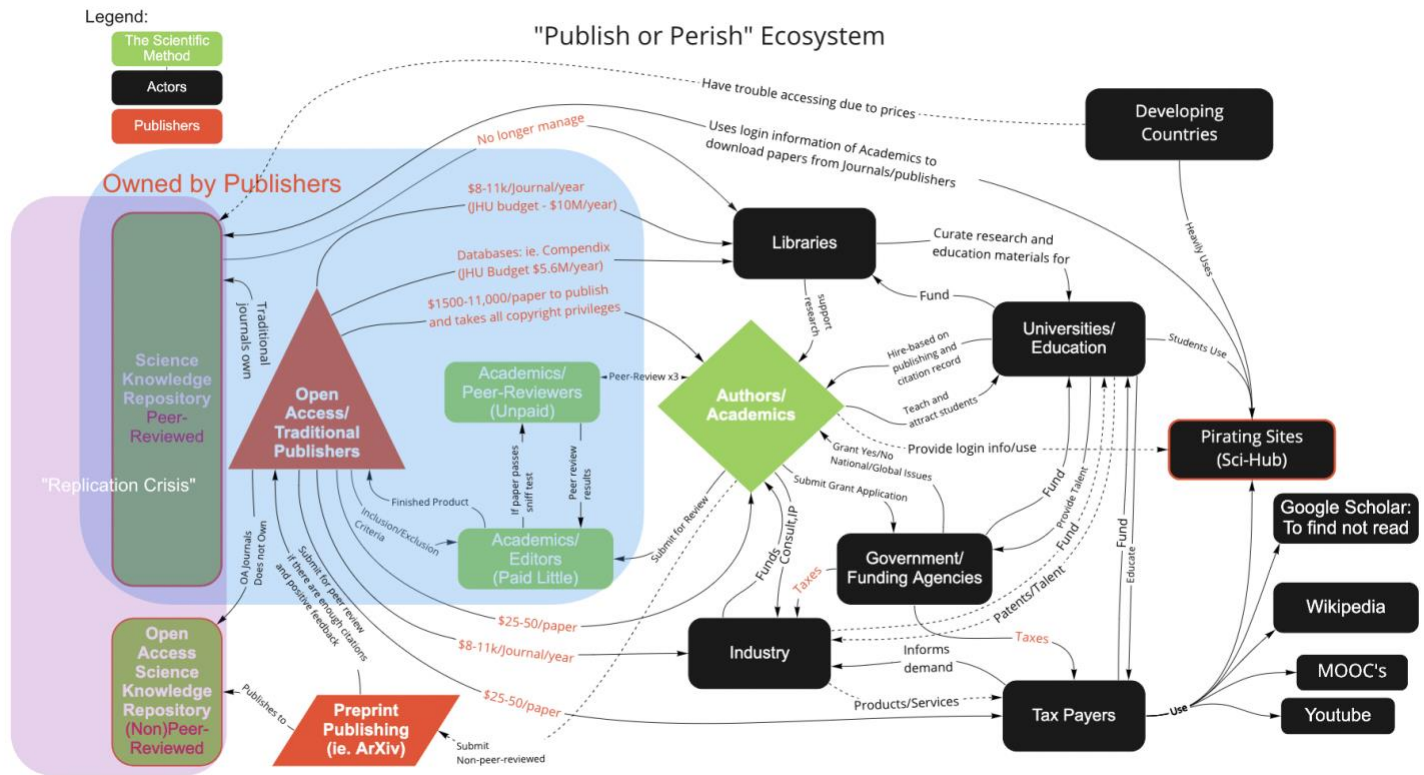 Legend:
The Scientific
Method
Actors
Publishers
"Publish or Perish" Ecosystem
Have trouble accessing due to prices
Developing
Countries
No longer manage
Uses login information of Academics to
download papers from Journals/publishers
Owned by Publishers
$8-11k/Journal/year
(JHU budget - $10M/year)
Libraries
Curate research and
education materials for
Heavily Uses
Databases: ie. Compendix
(JHU Budget $5.6M/year)
Traditional
journals own
$1500-11,000/paper to publish
and takes all copyright privileges
support
research
Fund
Universities/
Education
Students Use
Hire-based on
publishing and
citation record
Science
Knowledge
Repository
Peer-
Reviewed
Open
Access/
Traditional
Publishers
Academics/
Peer-Reviewers
(Unpaid)
Peer-Review x3
Authors/
Academics
Teach and
attract students
Pirating Sites
(Sci-Hub)
Provide login info/use
Grant Yes/No
National/Global Issues
Submit Grant Application
"Replication Crisis"
If paper passes
sniff test
Peer review
results
Finished Product
Inclusion/Exclusion
Criteria
Academics/
Editors
(Paid Little)
Submit for Review
Funds
Consult,IP
Government/
Funding Agencies
Fund
Provide Talent
Fund
Fund
Educate
Google Scholar:
To find not read
OA Journals
Does not Own
Submit for peer review
if there are enough citations
and positive feedback
Taxes
Patents/Talent
Wikipedia
$25-50/paper
$8-11k/Journal/year
Industry
Taxes
Informs
demand
Open
Access
Science
Knowledge
Repository
(Non)Peer-
Reviewed
Publishes to
$25-50/paper
Products/Services
MOOC's
Preprint
Publishing
(ie. ArXiv)
Tax Payers
Use
Youtube
Submit
Non-peer-reviewed